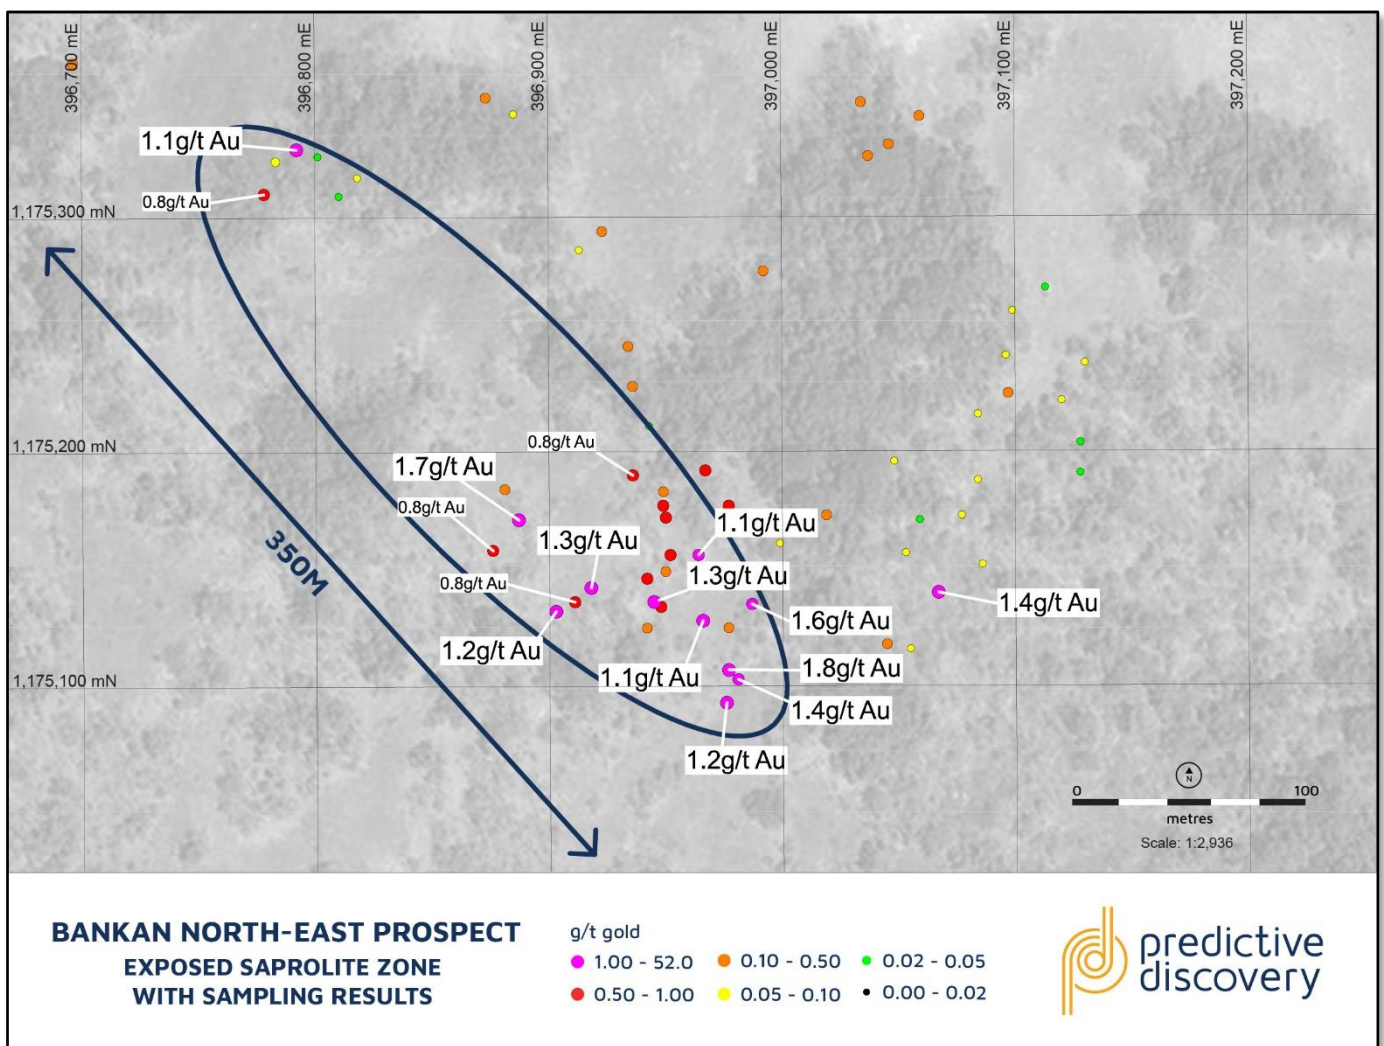 396,700 mE
396,800 mE
396,900 mE
397,000 mE
397,100 mE
397,200 mE
1.1g/t Au
0.8g/t Au
1,175,300 mN
0.8g/t Au
1,175,200 mN
1.7g/t Au
0.8g/t Au
1.1g/t Au
1.3g/t Au
350M
1.3g/t Au
0.8g/t Au
1.4g/t Au
1.6g/t Au
1.2g/t Au
1.8g/t Au
1.1g/t Au
1,175,100 mN
1.4g/t Au
1.2g/t Au
N
0 100
metres
Scale: 1:2,936
BANKAN NORTH-EAST PROSPECT
EXPOSED SAPROLITE ZONE
WITH SAMPLING RESULTS
g/t gold
1.00 - 52.0
0.10 - 0.50
0.02 - 0.05
0.50 - 1.00
0.05 - 0.10
0.00 - 0.02
predictive
discovery